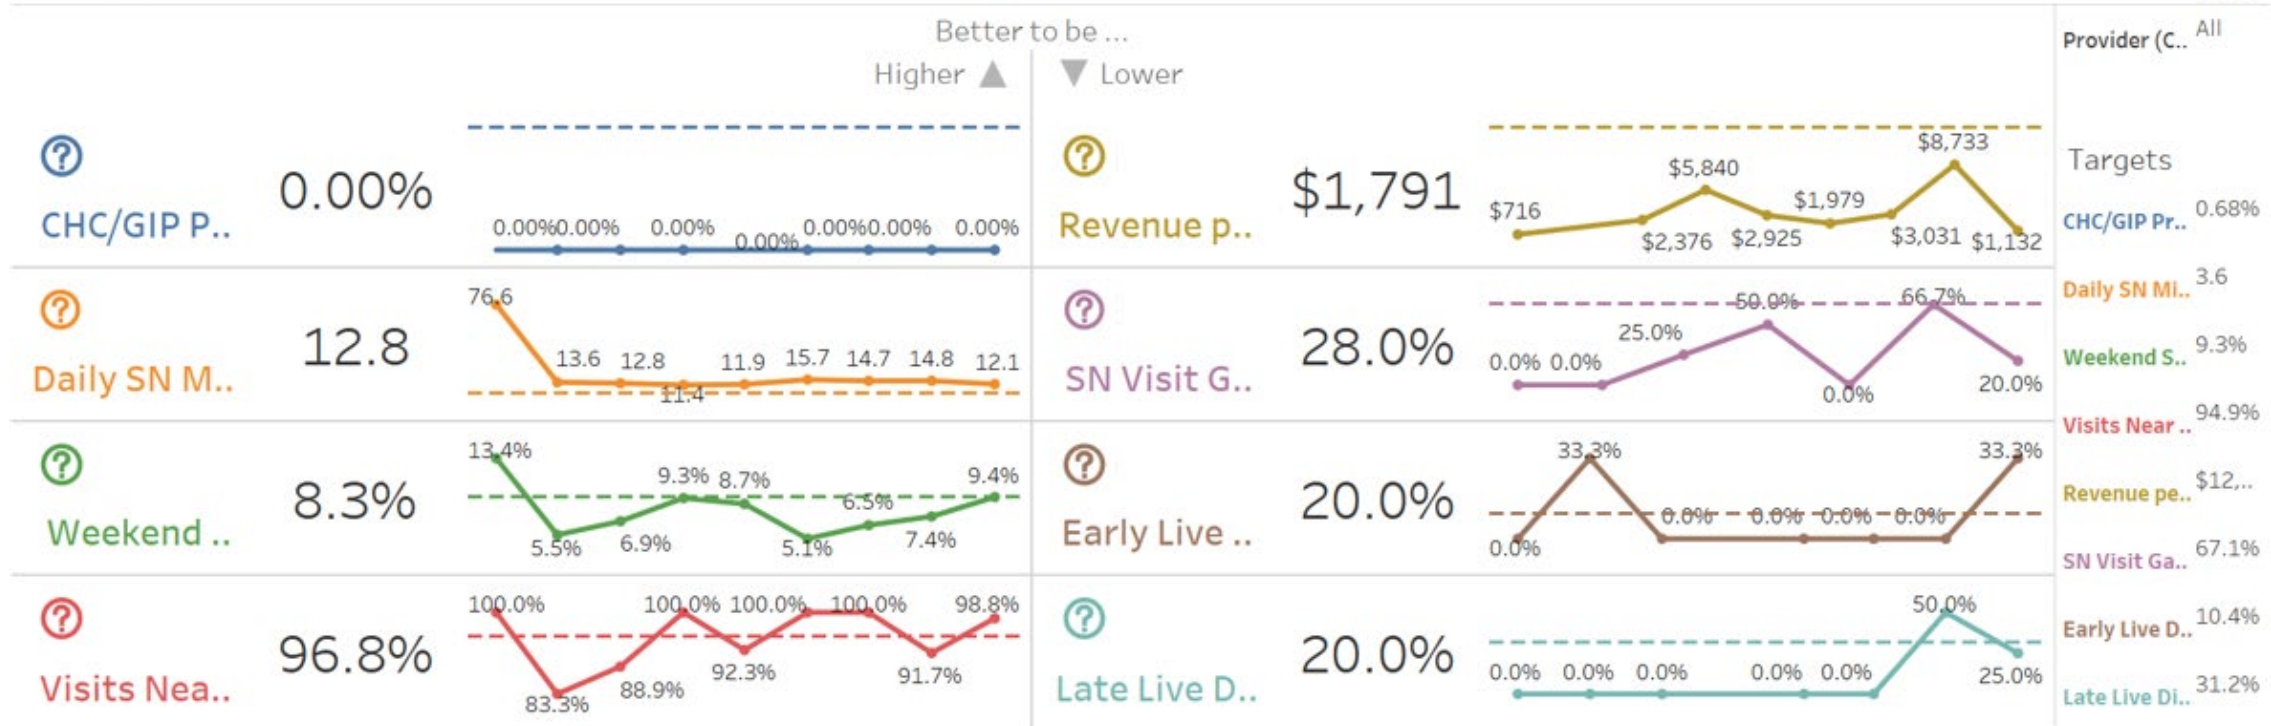 Better to be ...
Higher ▲ ▼ Lower
Provider (C.. All
CHC/GIP P..
0.00%
0.00% 0.00% 0.00% 0.00% 0.00% 0.00% 0.00%
Revenue p..
$1,791
$716 $2,376 $5,840 $2,925 $1,979 $3,031 $8,733 $1,132
Daily SN M..
12.8
76.6 13.6 12.8 11.4 11.9 15.7 14.7 14.8 12.1
SN Visit G..
28.0%
0.0% 0.0% 25.0% 50.0% 0.0% 66.7% 20.0%
Weekend ..
8.3%
13.4% 5.5% 6.9% 9.3% 8.7% 5.1% 6.5% 7.4% 9.4%
Early Live ..
20.0%
0.0% 33.3% 0.0% 0.0% 0.0% 0.0% 33.3%
Visits Nea..
96.8%
100.0% 83.3% 88.9% 100.0% 92.3% 100.0% 100.0% 91.7% 98.8%
Late Live D..
20.0%
0.0% 0.0% 0.0% 0.0% 0.0% 50.0% 25.0%
Targets
CHC/GIP Pr.. 0.68%
Daily SN Mi.. 3.6
Weekend S.. 9.3%
Visits Near .. 94.9%
Revenue pe.. $12,..
SN Visit Ga.. 67.1%
Early Live D.. 10.4%
Late Live Di.. 31.2%